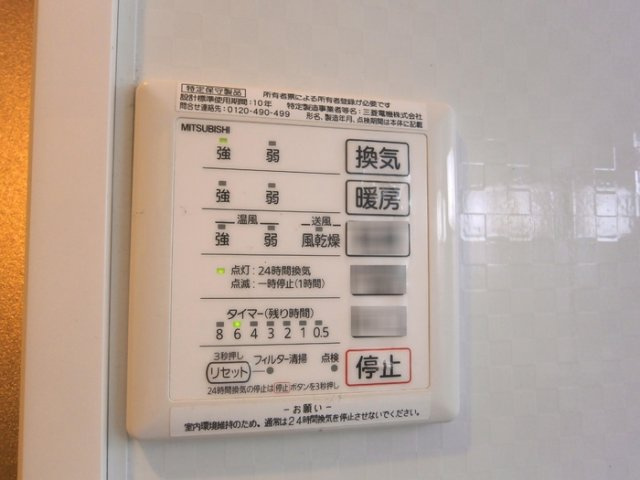 特定保守製品 所有者票による所有者登録が必要です
設計標準使用期間:10年 特定製造事業者等名:三菱電機株式会社
問合せ連絡先:0120-490-499 形名、製造年月、点検期間は本体に記載
MITSUBISHI
強 弱 換気
強 弱 暖房
温風 送風
強 弱 風乾燥
点灯:24時間換気
点滅:一時停止(1時間)
タイマー(残り時間)
8 6 4 3 2 1 0.5
3秒押し
リセット フィルター清掃 点検 停止
24時間換気の停止は停止ボタンを3秒押し
-お願い-
室内環境維持のため、通常は24時間換気を停止させないでください。